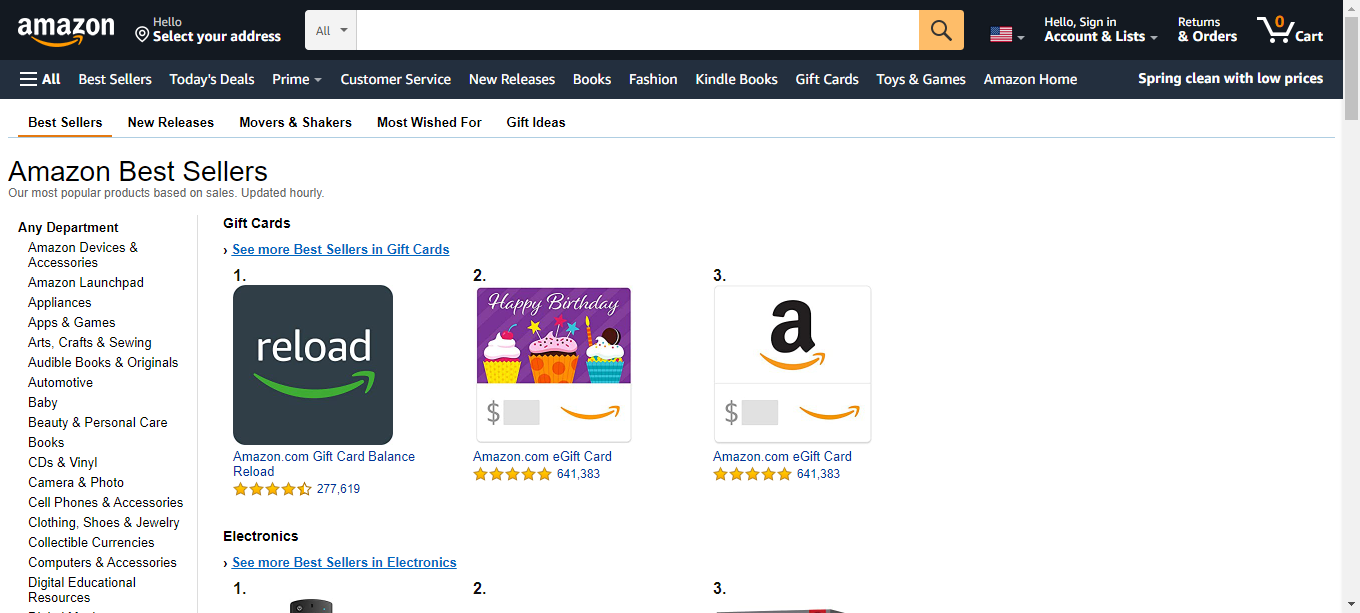 amazon
Hello
Select your address
All
Hello, Sign in
Account & Lists
Returns
& Orders
0
Cart
All
Best Sellers
Today's Deals
Prime
Customer Service
New Releases
Books
Fashion
Kindle Books
Gift Cards
Toys & Games
Amazon Home
Spring clean with low prices
Best Sellers
New Releases
Movers & Shakers
Most Wished For
Gift Ideas
Amazon Best Sellers
Our most popular products based on sales. Updated hourly.
Any Department
Amazon Devices &
Accessories
Amazon Launchpad
Appliances
Apps & Games
Arts, Crafts & Sewing
Audible Books & Originals
Automotive
Baby
Beauty & Personal Care
Books
CDs & Vinyl
Camera & Photo
Cell Phones & Accessories
Clothing, Shoes & Jewelry
Collectible Currencies
Computers & Accessories
Digital Educational
Resources
Gift Cards
› See more Best Sellers in Gift Cards
1.
reload
Amazon.com Gift Card Balance
Reload
277,619
2.
Happy Birthday
$
Amazon.com eGift Card
641,383
3.
a
$
Amazon.com eGift Card
641,383
Electronics
› See more Best Sellers in Electronics
1.
2.
3.